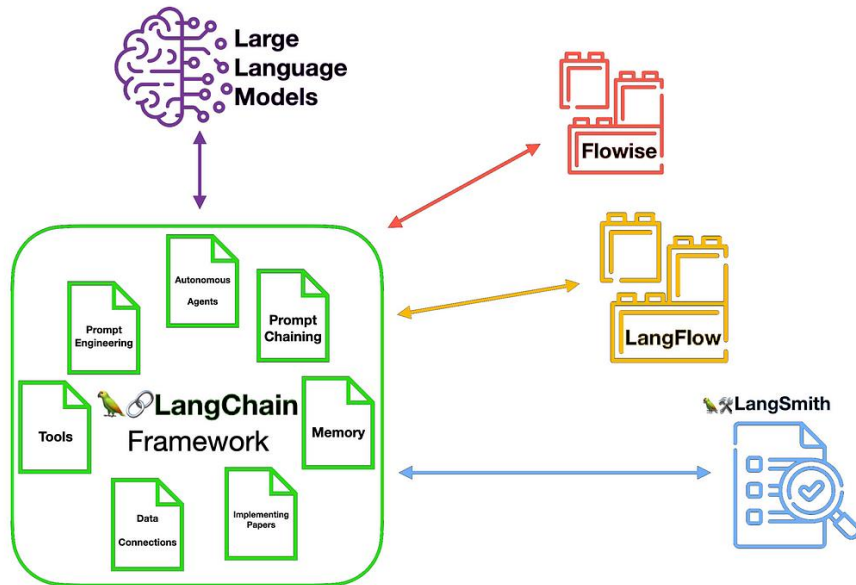 Large
Language
Models
Flowise
LangFlow
🦜🛠️LangSmith
Autonomous
Agents
Prompt
Engineering
Prompt
Chaining
🦜🔗LangChain
Framework
Tools
Memory
Data
Connections
Implementing
Papers